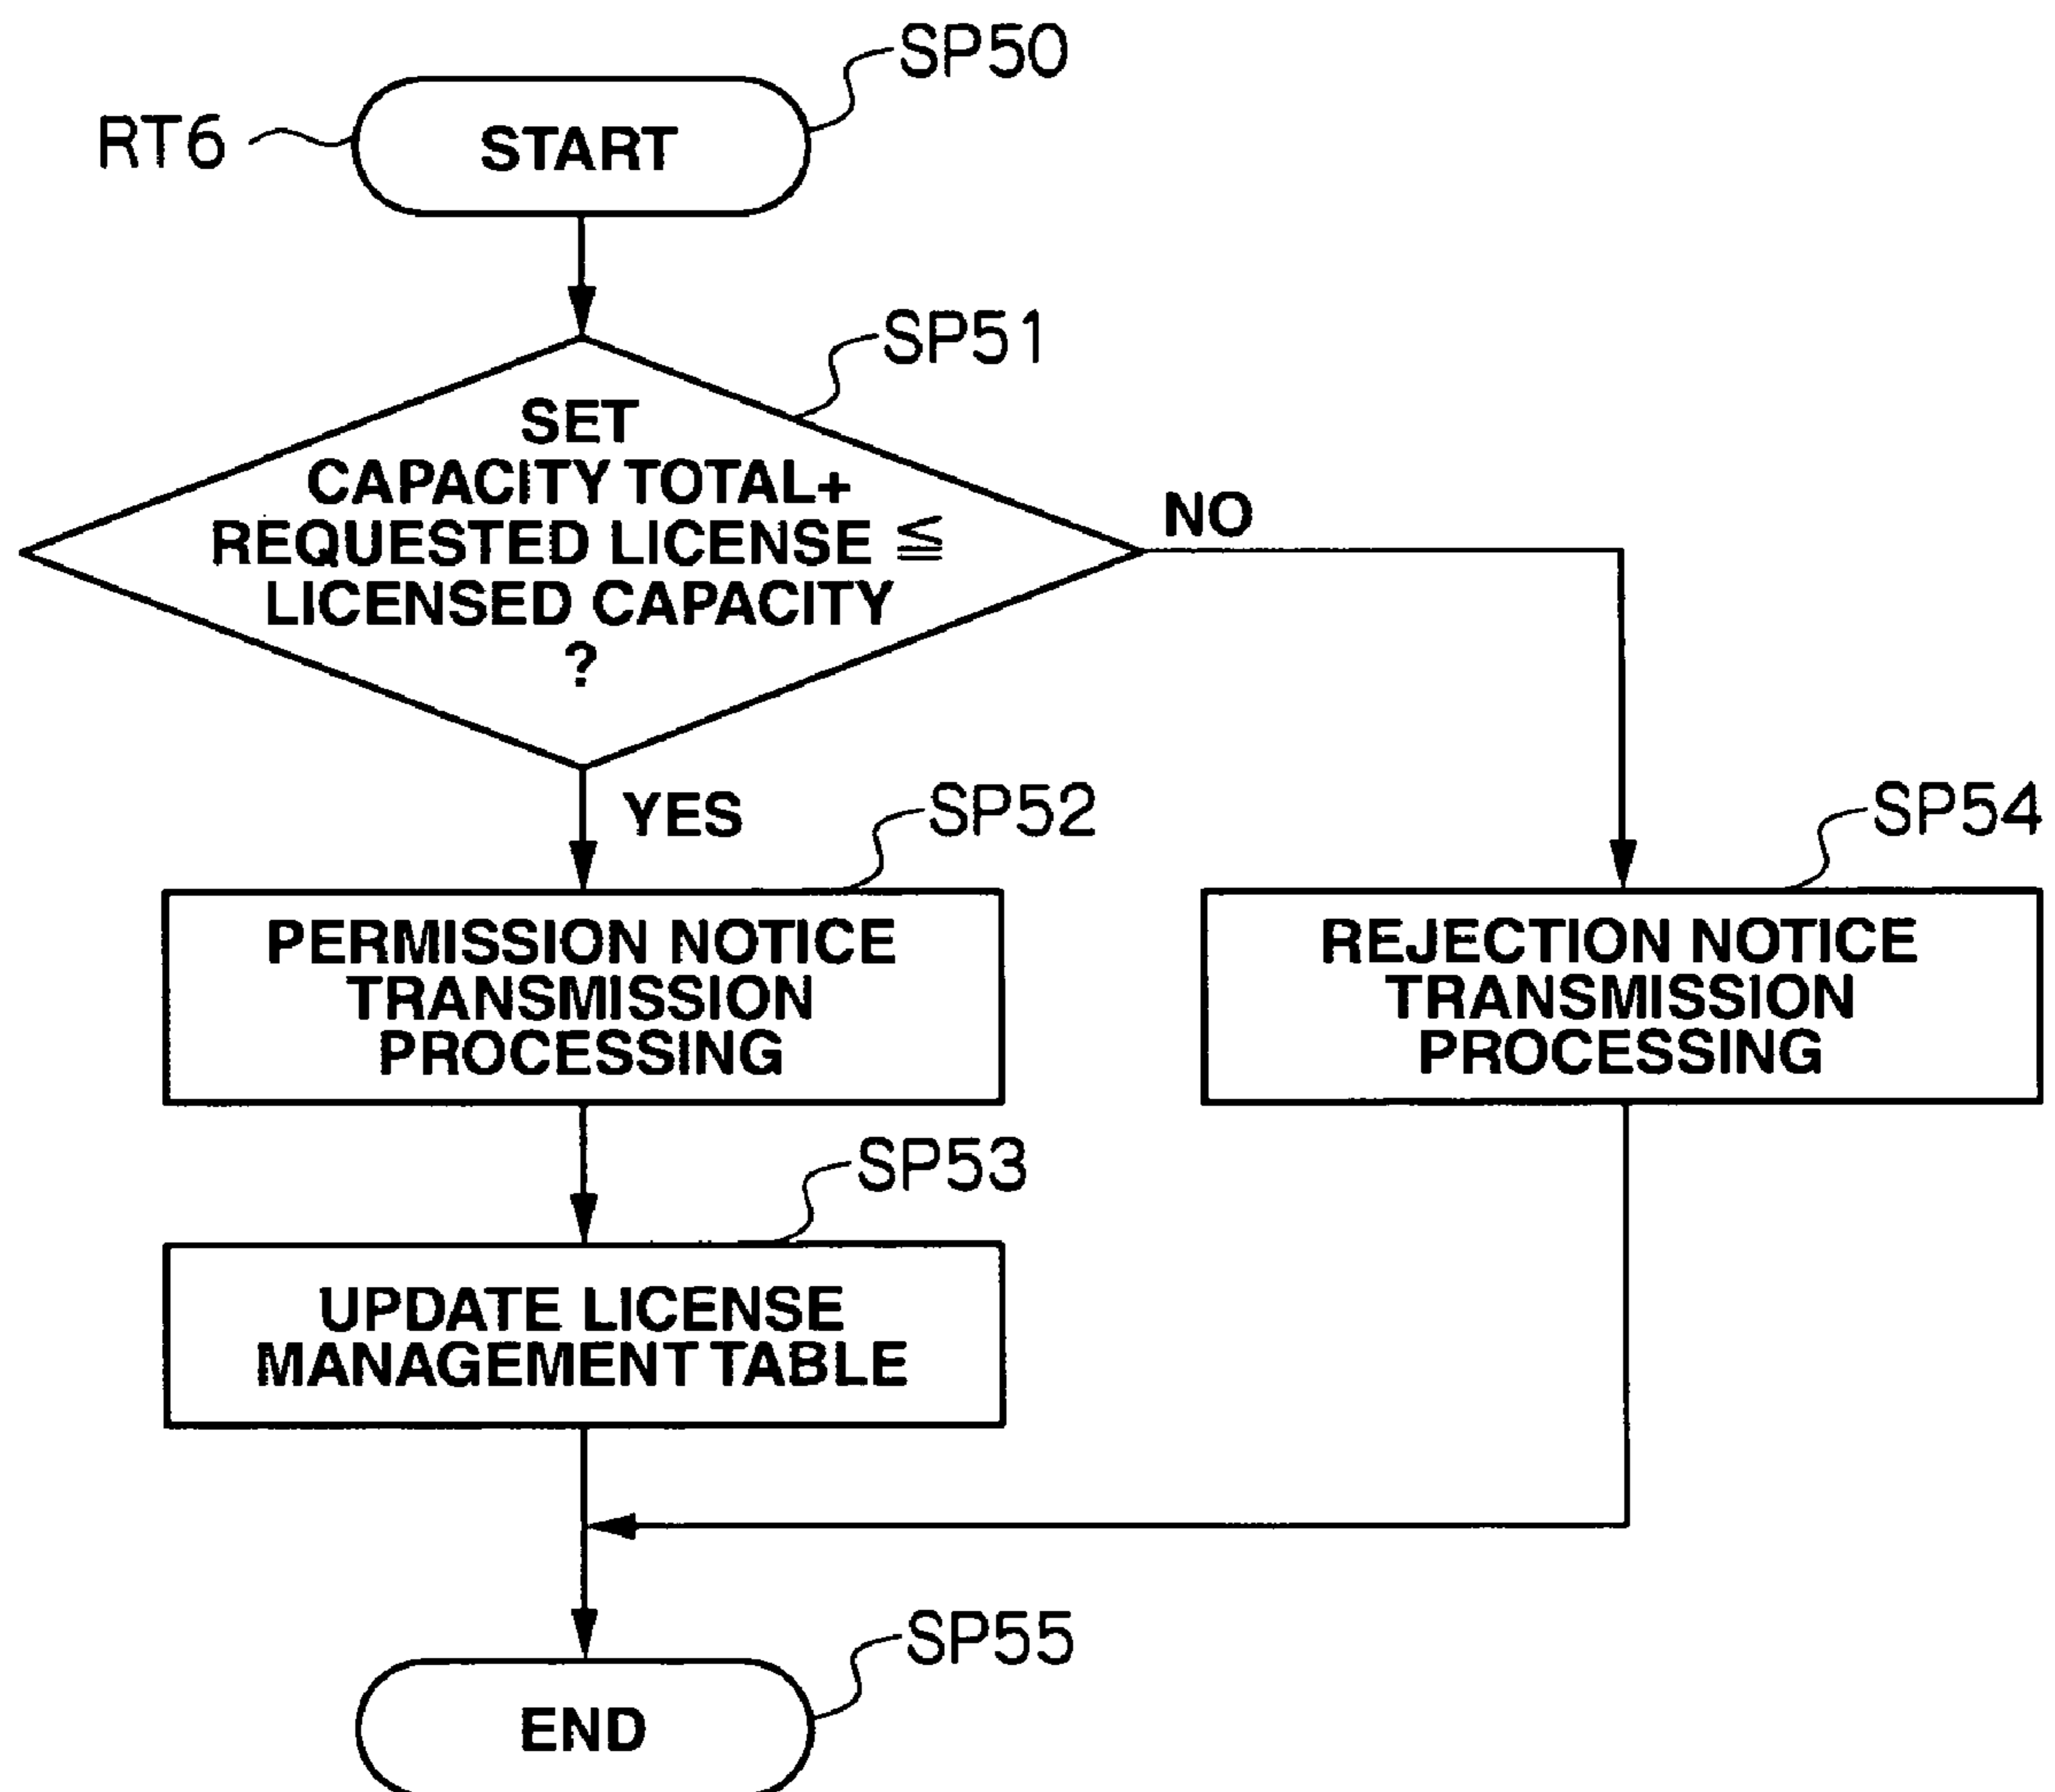 SP50
RT6
START
SP51
SET
CAPACITY TOTAL+
REQUESTED LICENSE ≦
LICENSED CAPACITY
?
NO
YES
SP52
SP54
PERMISSION NOTICE
TRANSMISSION
PROCESSING
REJECTION NOTICE
TRANSMISSION
PROCESSING
SP53
UPDATE LICENSE
MANAGEMENT TABLE
SP55
END